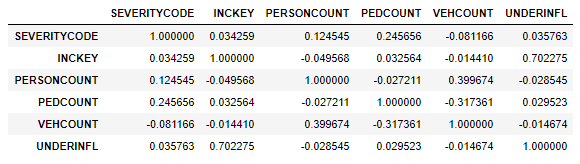 SEVERITYCODE INCKEY PERSONCOUNT PEDCOUNT VEHCOUNT UNDERINFL
SEVERITYCODE 1.000000 0.034259 0.124545 0.245656 -0.081166 0.035763
INCKEY 0.034259 1.000000 -0.049568 0.032564 -0.014410 0.702275
PERSONCOUNT 0.124545 -0.049568 1.000000 -0.027211 0.399674 -0.028545
PEDCOUNT 0.245656 0.032564 -0.027211 1.000000 -0.317361 0.029523
VEHCOUNT -0.081166 -0.014410 0.399674 -0.317361 1.000000 -0.014674
UNDERINFL 0.035763 0.702275 -0.028545 0.029523 -0.014674 1.000000